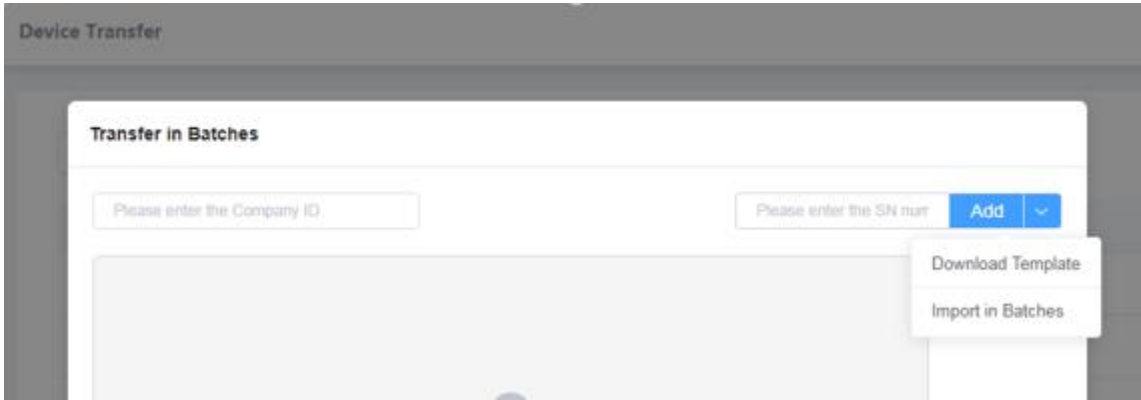 Device Transfer
Transfer in Batches
Please enter the Company ID
Please enter the SN num
Add
Download Template
Import in Batches